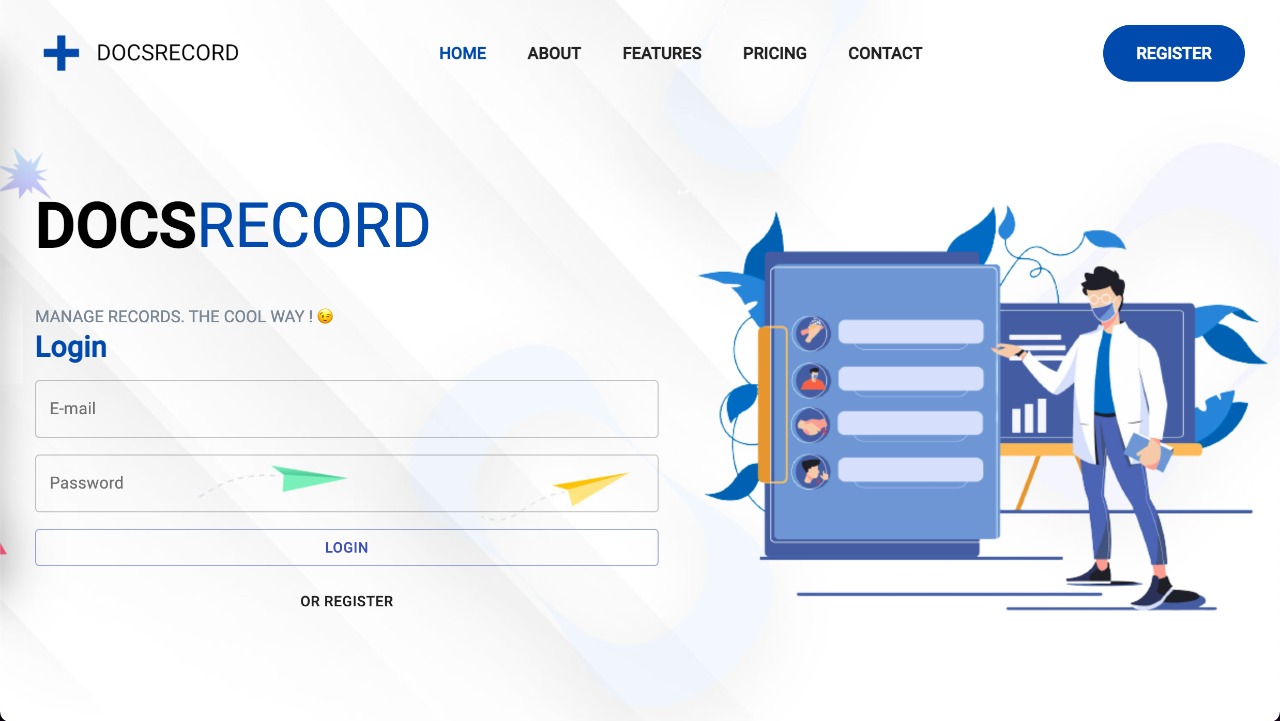 DOCSRECORD
HOME ABOUT FEATURES PRICING CONTACT
REGISTER
DOCSRECORD
MANAGE RECORDS. THE COOL WAY ! 😉
Login
E-mail
Password
LOGIN
OR REGISTER